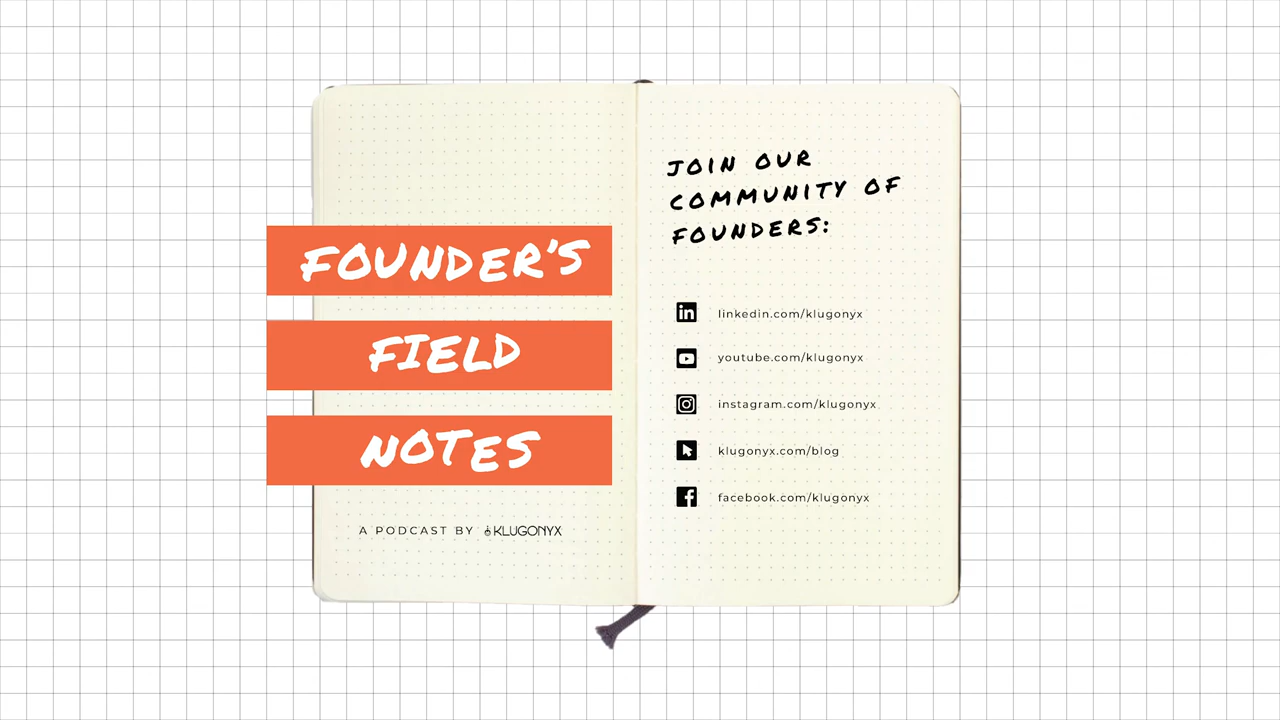 FOUNDER'S
FIELD
NOTES
A PODCAST BY KLUGONYX
JOIN OUR
COMMUNITY OF
FOUNDERS:
linkedin.com/klugonyx
youtube.com/klugonyx
instagram.com/klugonyx
klugonyx.com/blog
facebook.com/klugonyx